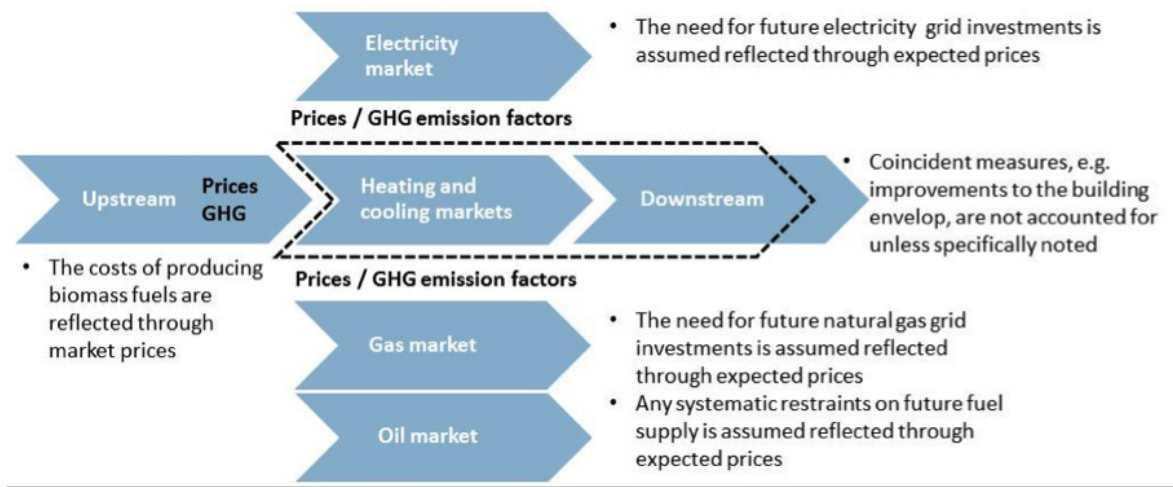 Electricity
market
• The need for future electricity grid investments is
assumed reflected through expected prices
Prices / GHG emission factors
Upstream
Prices
GHG
Heating and
cooling markets
Downstream
• Coincident measures, e.g.
improvements to the building
envelop, are not accounted for
unless specifically noted
• The costs of producing
biomass fuels are
reflected through
market prices
Prices / GHG emission factors
Gas market
• The need for future natural gas grid
investments is assumed reflected
through expected prices
Oil market
• Any systematic restraints on future fuel
supply is assumed reflected through
expected prices